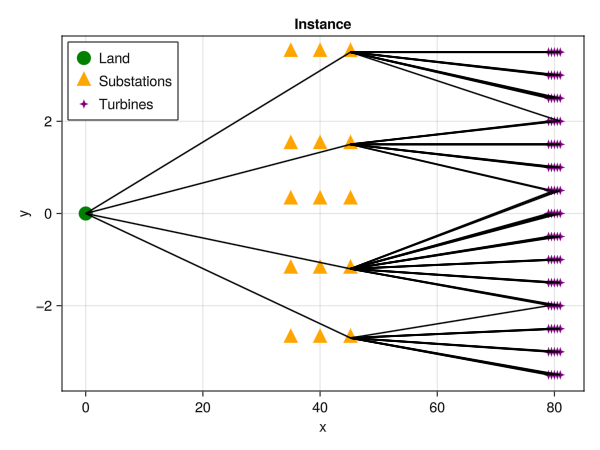 Instance
Land
Substations
Turbines
2
0
−2
y
0
20
40
60
80
x